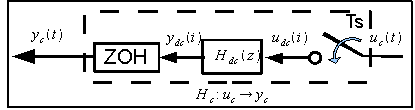 y_c(t) y_dc(i) u_dc(i) Ts u_c(t)
ZOH H_dc(z)
H_c : u_c → y_c